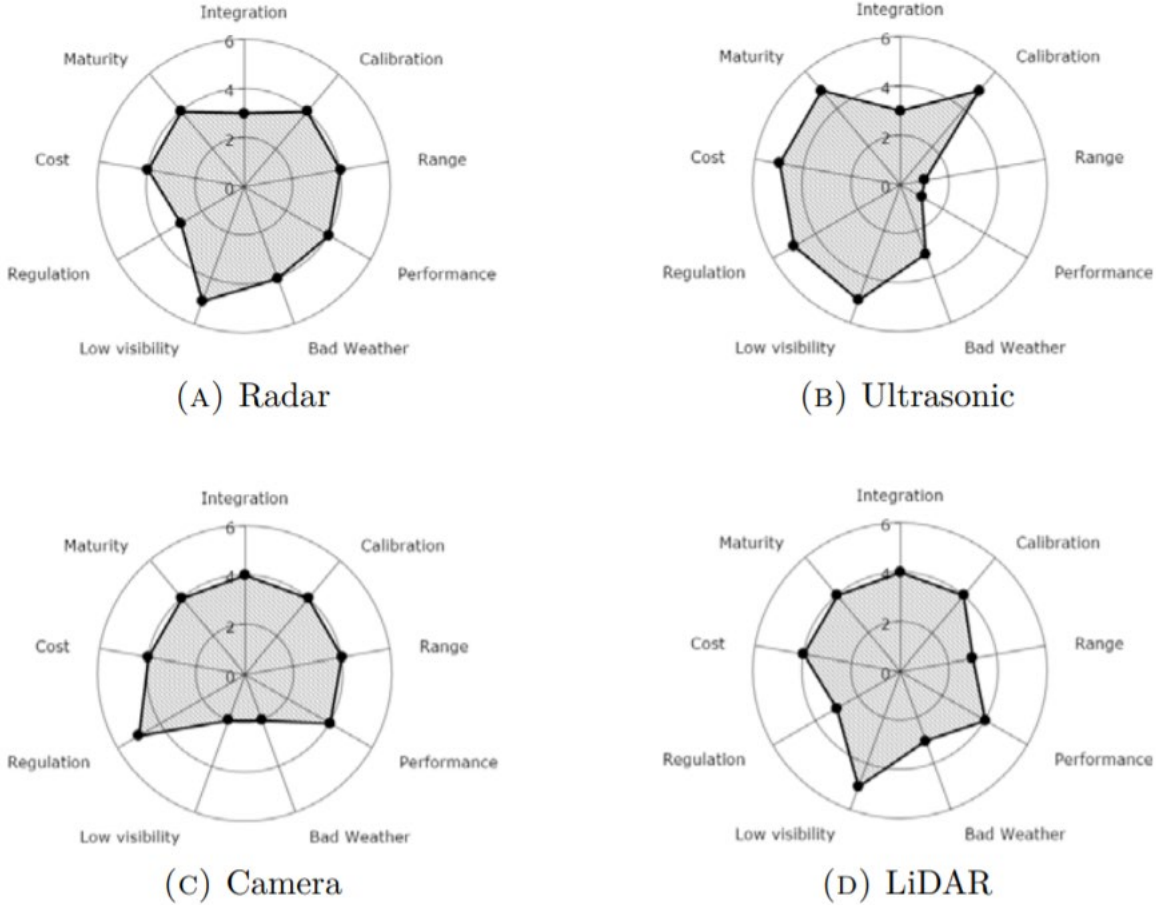 Integration
Maturity
Calibration
6
4
2
0
Cost
Range
Regulation
Performance
Low visibility
Bad Weather
(A) Radar
Integration
Maturity
Calibration
6
4
2
0
Cost
Range
Regulation
Performance
Low visibility
Bad Weather
(B) Ultrasonic
Integration
Maturity
Calibration
6
4
2
0
Cost
Range
Regulation
Performance
Low visibility
Bad Weather
(C) Camera
Integration
Maturity
Calibration
6
4
2
0
Cost
Range
Regulation
Performance
Low visibility
Bad Weather
(D) LiDAR